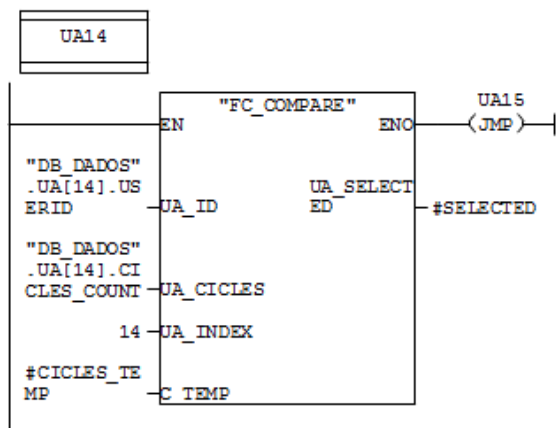 UA14
"FC_COMPARE"
UA15
EN
ENO
(JMP)
"DB_DADOS"
.UA[14].US
ERID
UA_ID
UA_SELECT
ED
#SELECTED
"DB_DADOS"
.UA[14].CI
CLES_COUNT
UA_CICLES
14
UA_INDEX
#CICLES_TE
MP
C_TEMP